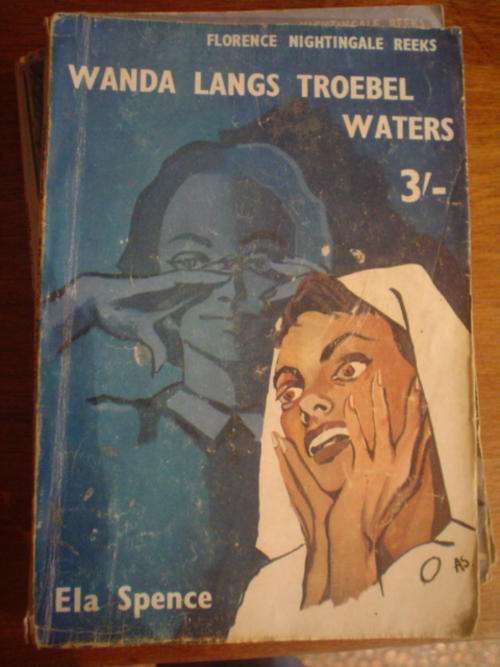 FLORENCE NIGHTINGALE REEKS
WANDA LANGS TROEBEL
WATERS
3/-
Ela Spence